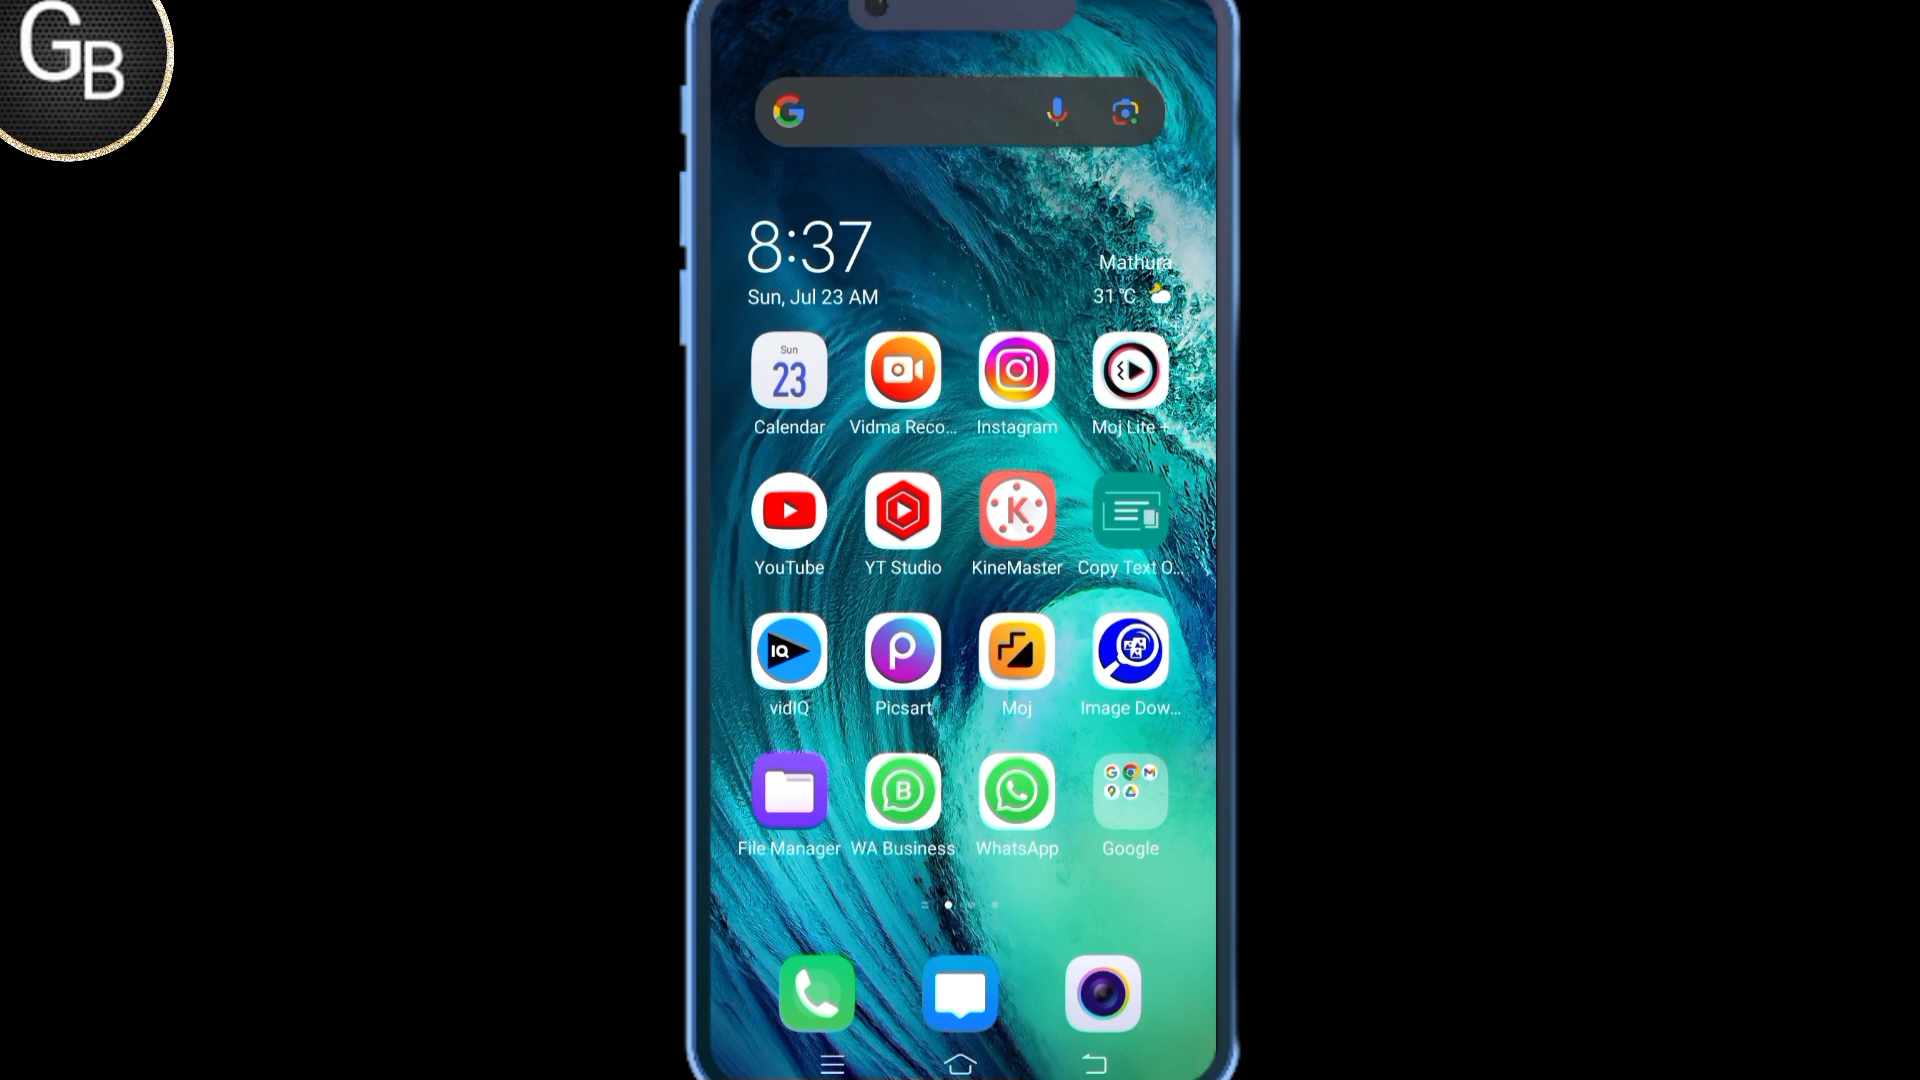 GB
8:37
Mathura
Sun, Jul 23 AM
31°C
Sun
23
Calendar
Vidma Reco...
Instagram
Moj Lite +
K
YouTube
YT Studio
KineMaster
Copy Text O...
IQ
vidIQ
Picsart
Moj
Image Dow...
B
File Manager
WA Business
WhatsApp
Google